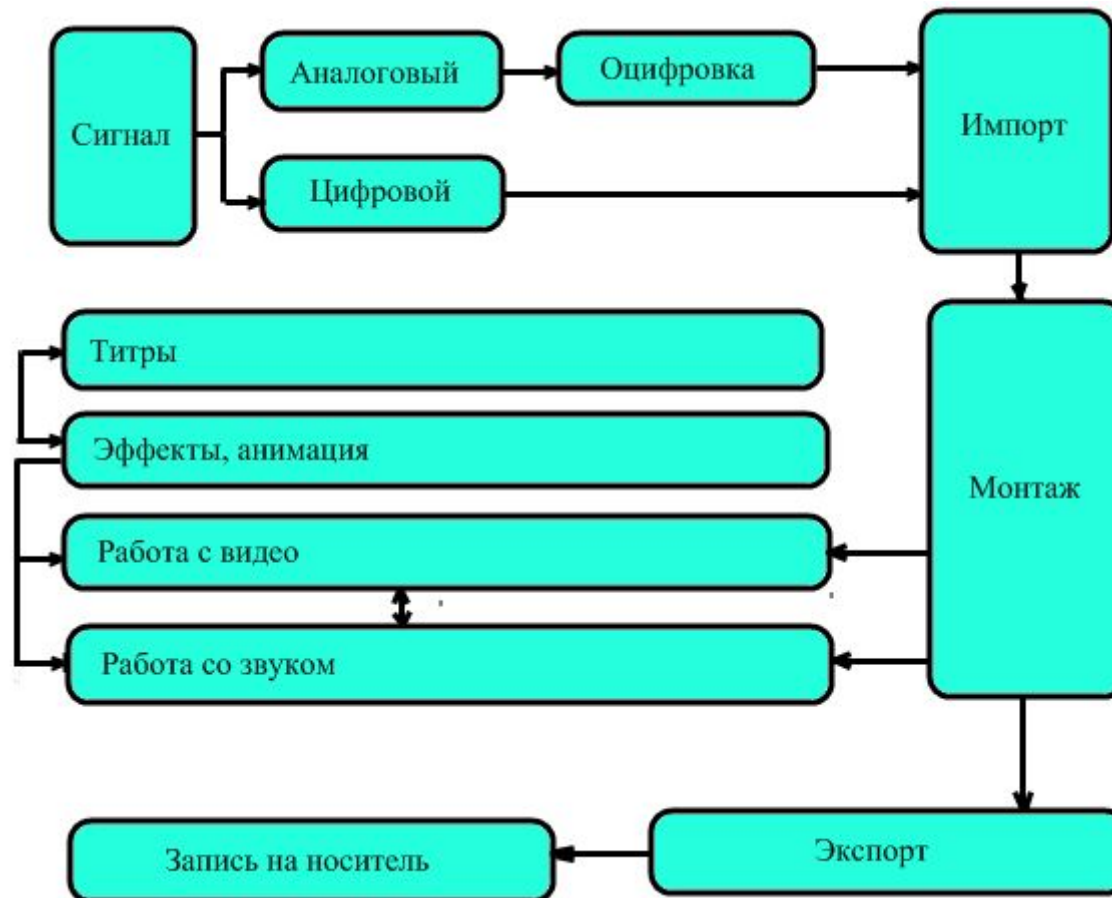 Сигнал
Аналоговый
Оцифровка
Цифровой
Импорт
Титры
Эффекты, анимация
Работа с видео
Работа со звуком
Монтаж
Экспорт
Запись на носитель